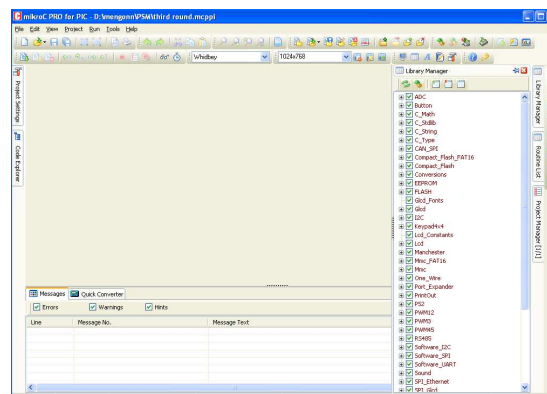 mikroC PRO for PIC - D:\mengonn\PSM\third round.mcppi
File Edit View Project Run Tools Help
Whidbey
1024x768
Project Settings
Code Explorer
Library Manager
ADC
Button
C_Math
C_Stdlib
C_String
C_Type
CAN_SPI
Compact_Flash_FAT16
Compact_Flash
Conversions
EEPROM
FLASH
Glcd_Fonts
Glcd
I2C
Keypad4x4
Lcd_Constants
Lcd
Manchester
Mmc_FAT16
Mmc
One_Wire
Port_Expander
PrintOut
PS2
PWM12
PWM3
PWM45
RS485
Software_I2C
Software_SPI
Software_UART
Sound
SPI_Ethernet
SPI_Glcd
Library Manager
Routine List
Project Manager [1/1]
Messages
Quick Converter
Errors
Warnings
Hints
Line
Message No.
Message Text